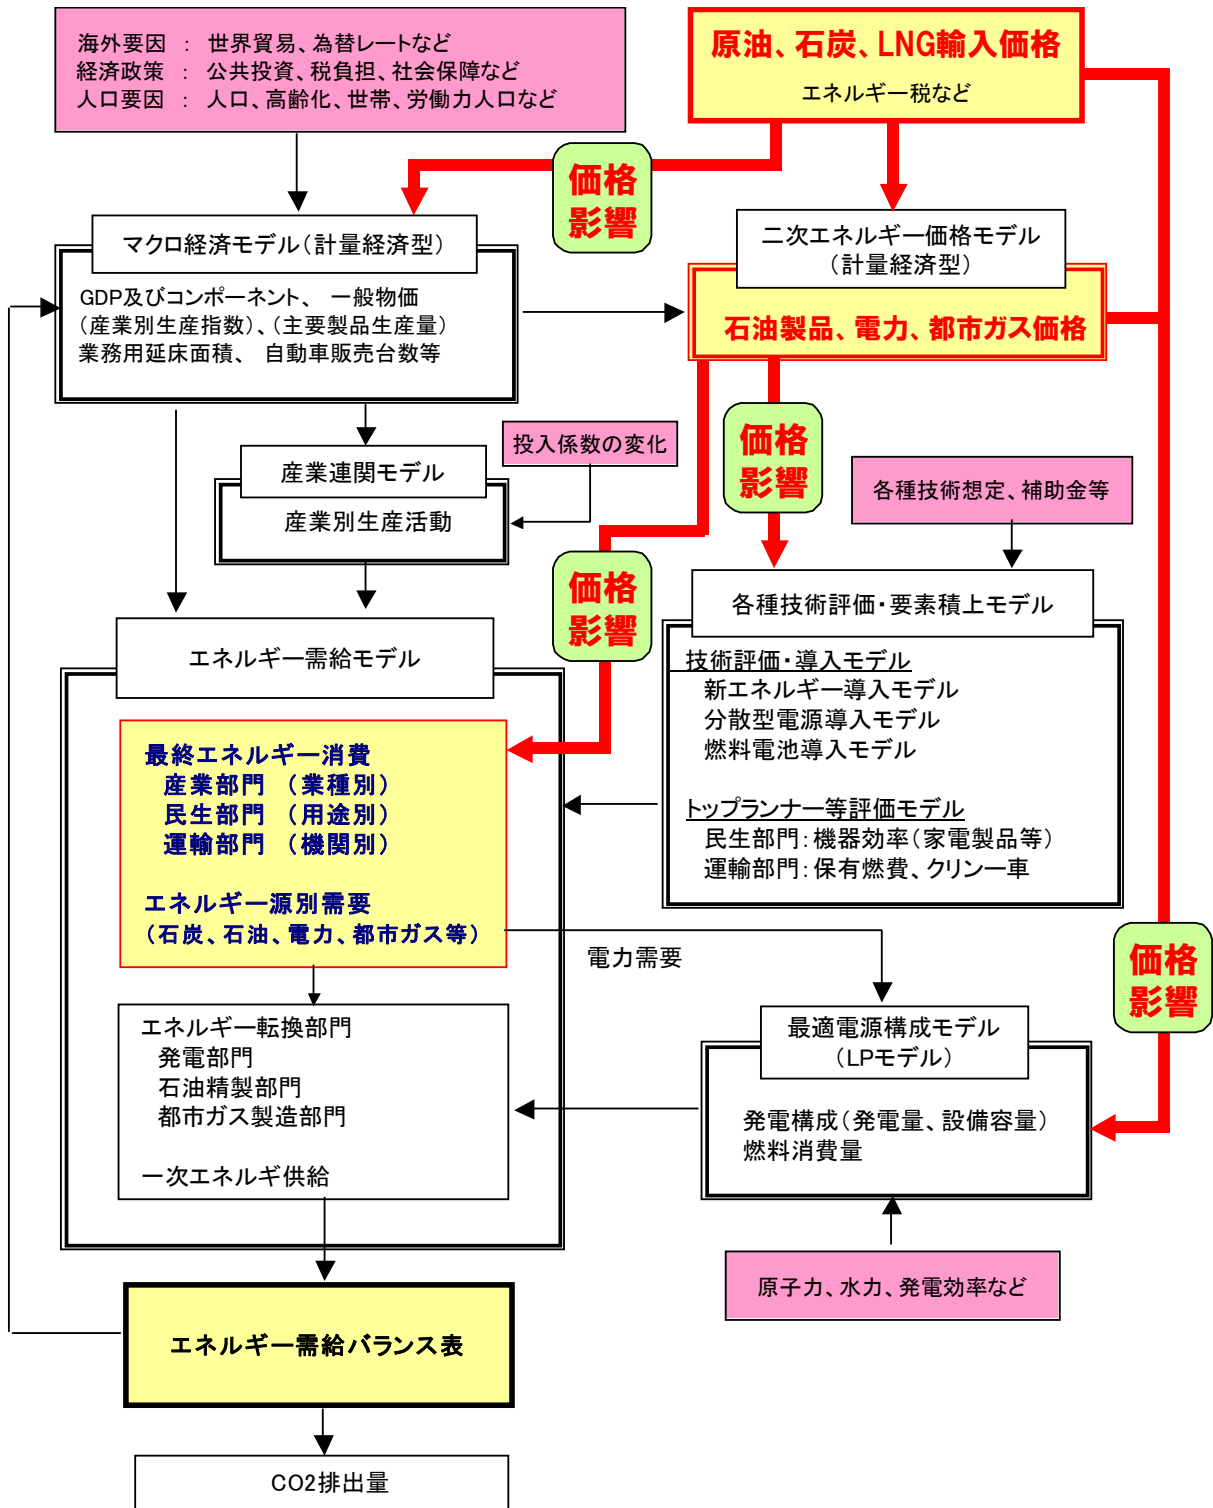 海外要因 ： 世界貿易、為替レートなど
経済政策 ： 公共投資、税負担、社会保障など
人口要因 ： 人口、高齢化、世帯、労働力人口など
原油、石炭、LNG輸入価格
エネルギー税など
価格
影響
マクロ経済モデル（計量経済型）
GDP及びコンポーネント、 一般物価
（産業別生産指数）、（主要製品生産量）
業務用延床面積、 自動車販売台数等
二次エネルギー価格モデル
（計量経済型）
石油製品、電力、都市ガス価格
価格
影響
投入係数の変化
産業連関モデル
産業別生産活動
各種技術想定、補助金等
価格
影響
各種技術評価・要素積上モデル
技術評価・導入モデル
新エネルギー導入モデル
分散型電源導入モデル
燃料電池導入モデル
トップランナー等評価モデル
民生部門：機器効率（家電製品等）
運輸部門：保有燃費、クリンー車
エネルギー需給モデル
最終エネルギー消費
産業部門 （業種別）
民生部門 （用途別）
運輸部門 （機関別）
エネルギー源別需要
（石炭、石油、電力、都市ガス等）
電力需要
価格
影響
エネルギー転換部門
発電部門
石油精製部門
都市ガス製造部門
一次エネルギ供給
最適電源構成モデル
（LPモデル）
発電構成（発電量、設備容量）
燃料消費量
原子力、水力、発電効率など
エネルギー需給バランス表
CO2排出量